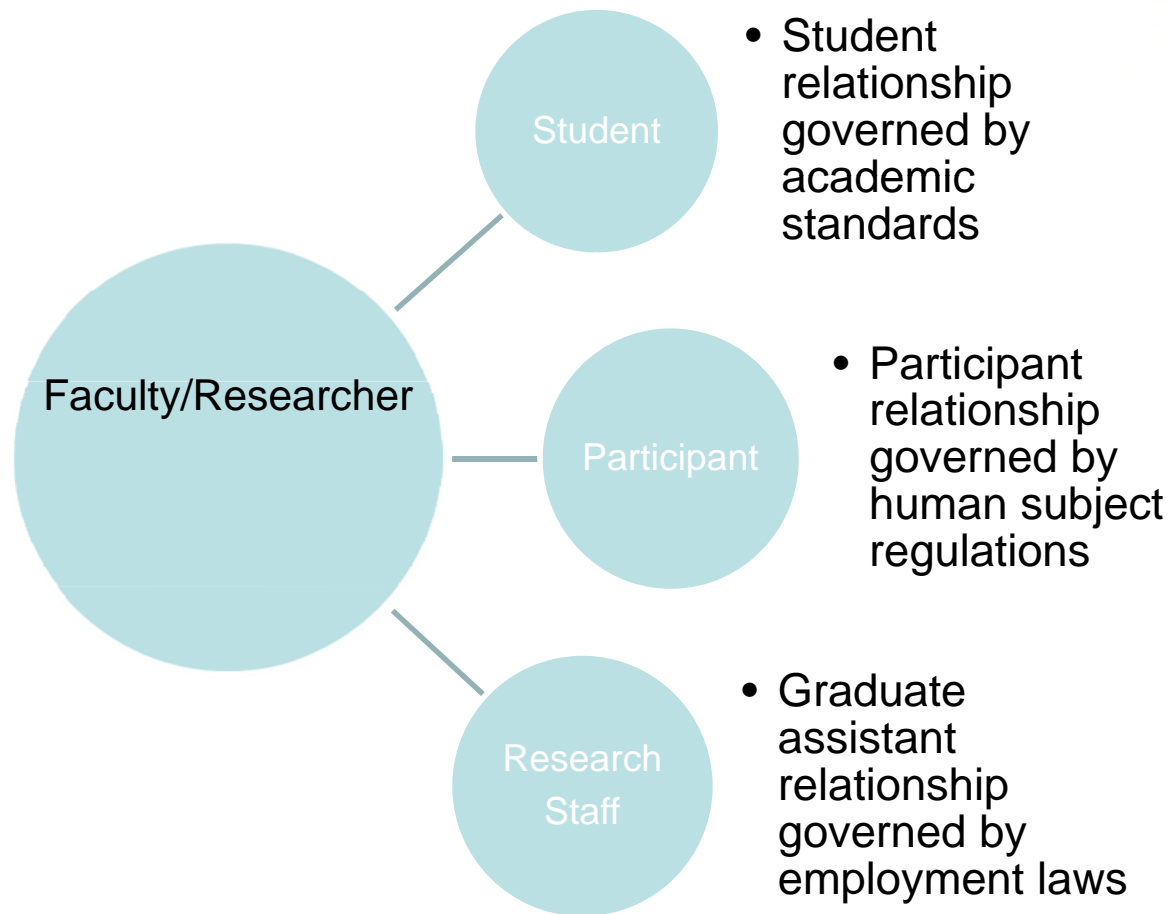 Faculty/Researcher
Student
• Student
relationship
governed by
academic
standards
Participant
• Participant
relationship
governed by
human subject
regulations
Research
Staff
• Graduate
assistant
relationship
governed by
employment laws